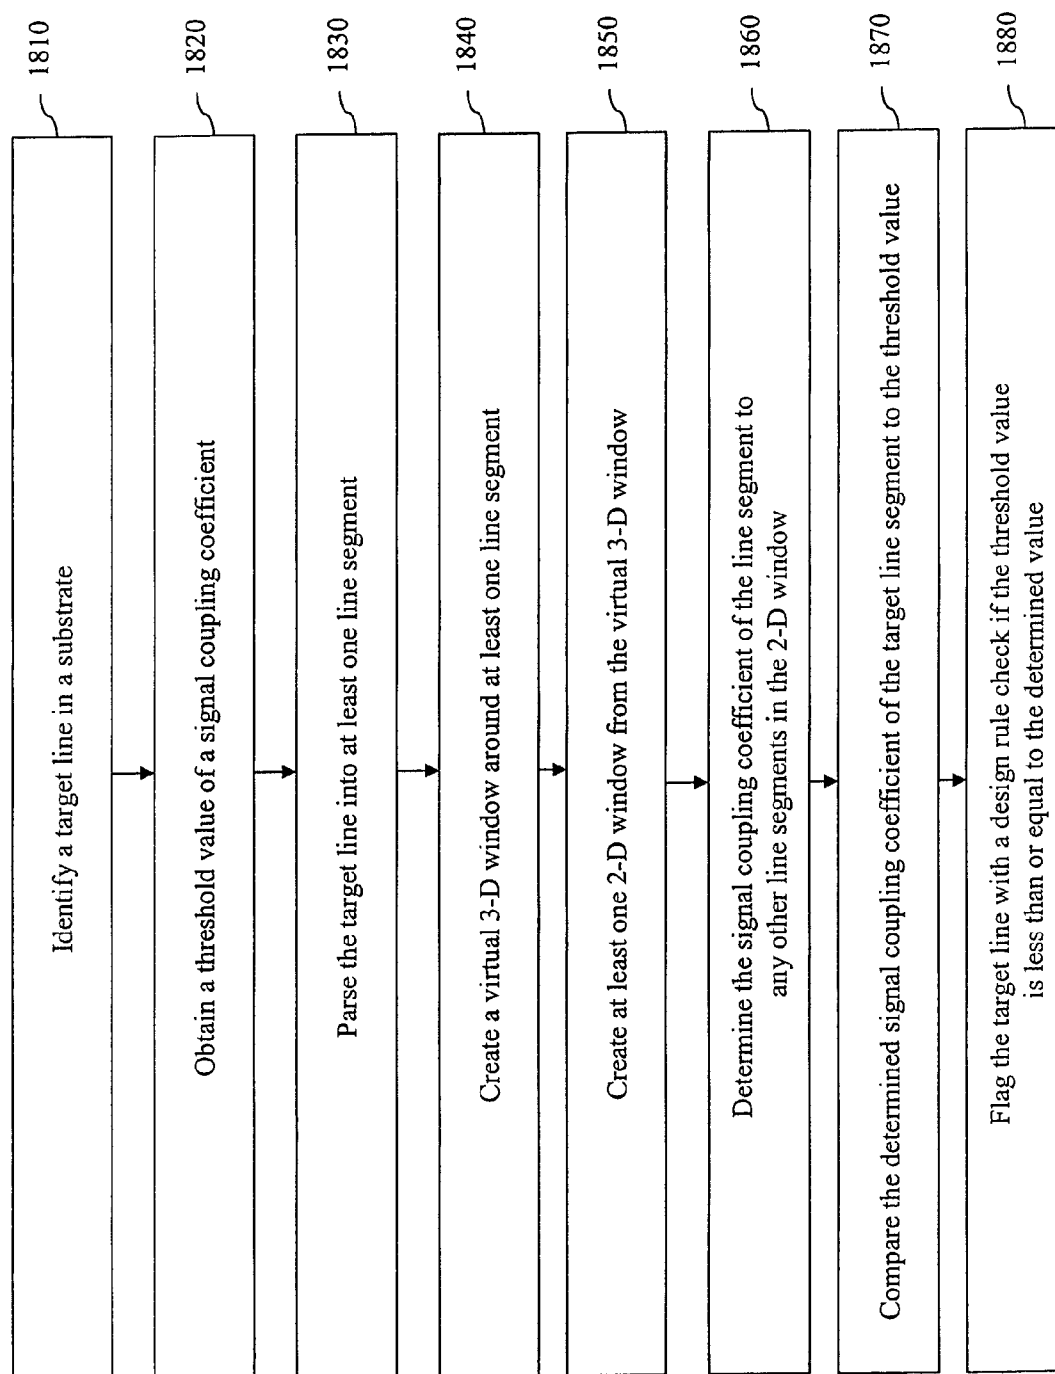 Identify a target line in a substrate
1810
Obtain a threshold value of a signal coupling coefficient
1820
Parse the target line into at least one line segment
1830
Create a virtual 3-D window around at least one line segment
1840
Create at least one 2-D window from the virtual 3-D window
1850
Determine the signal coupling coefficient of the line segment to
any other line segments in the 2-D window
1860
Compare the determined signal coupling coefficient of the target line segment to the threshold value
1870
Flag the target line with a design rule check if the threshold value
is less than or equal to the determined value
1880